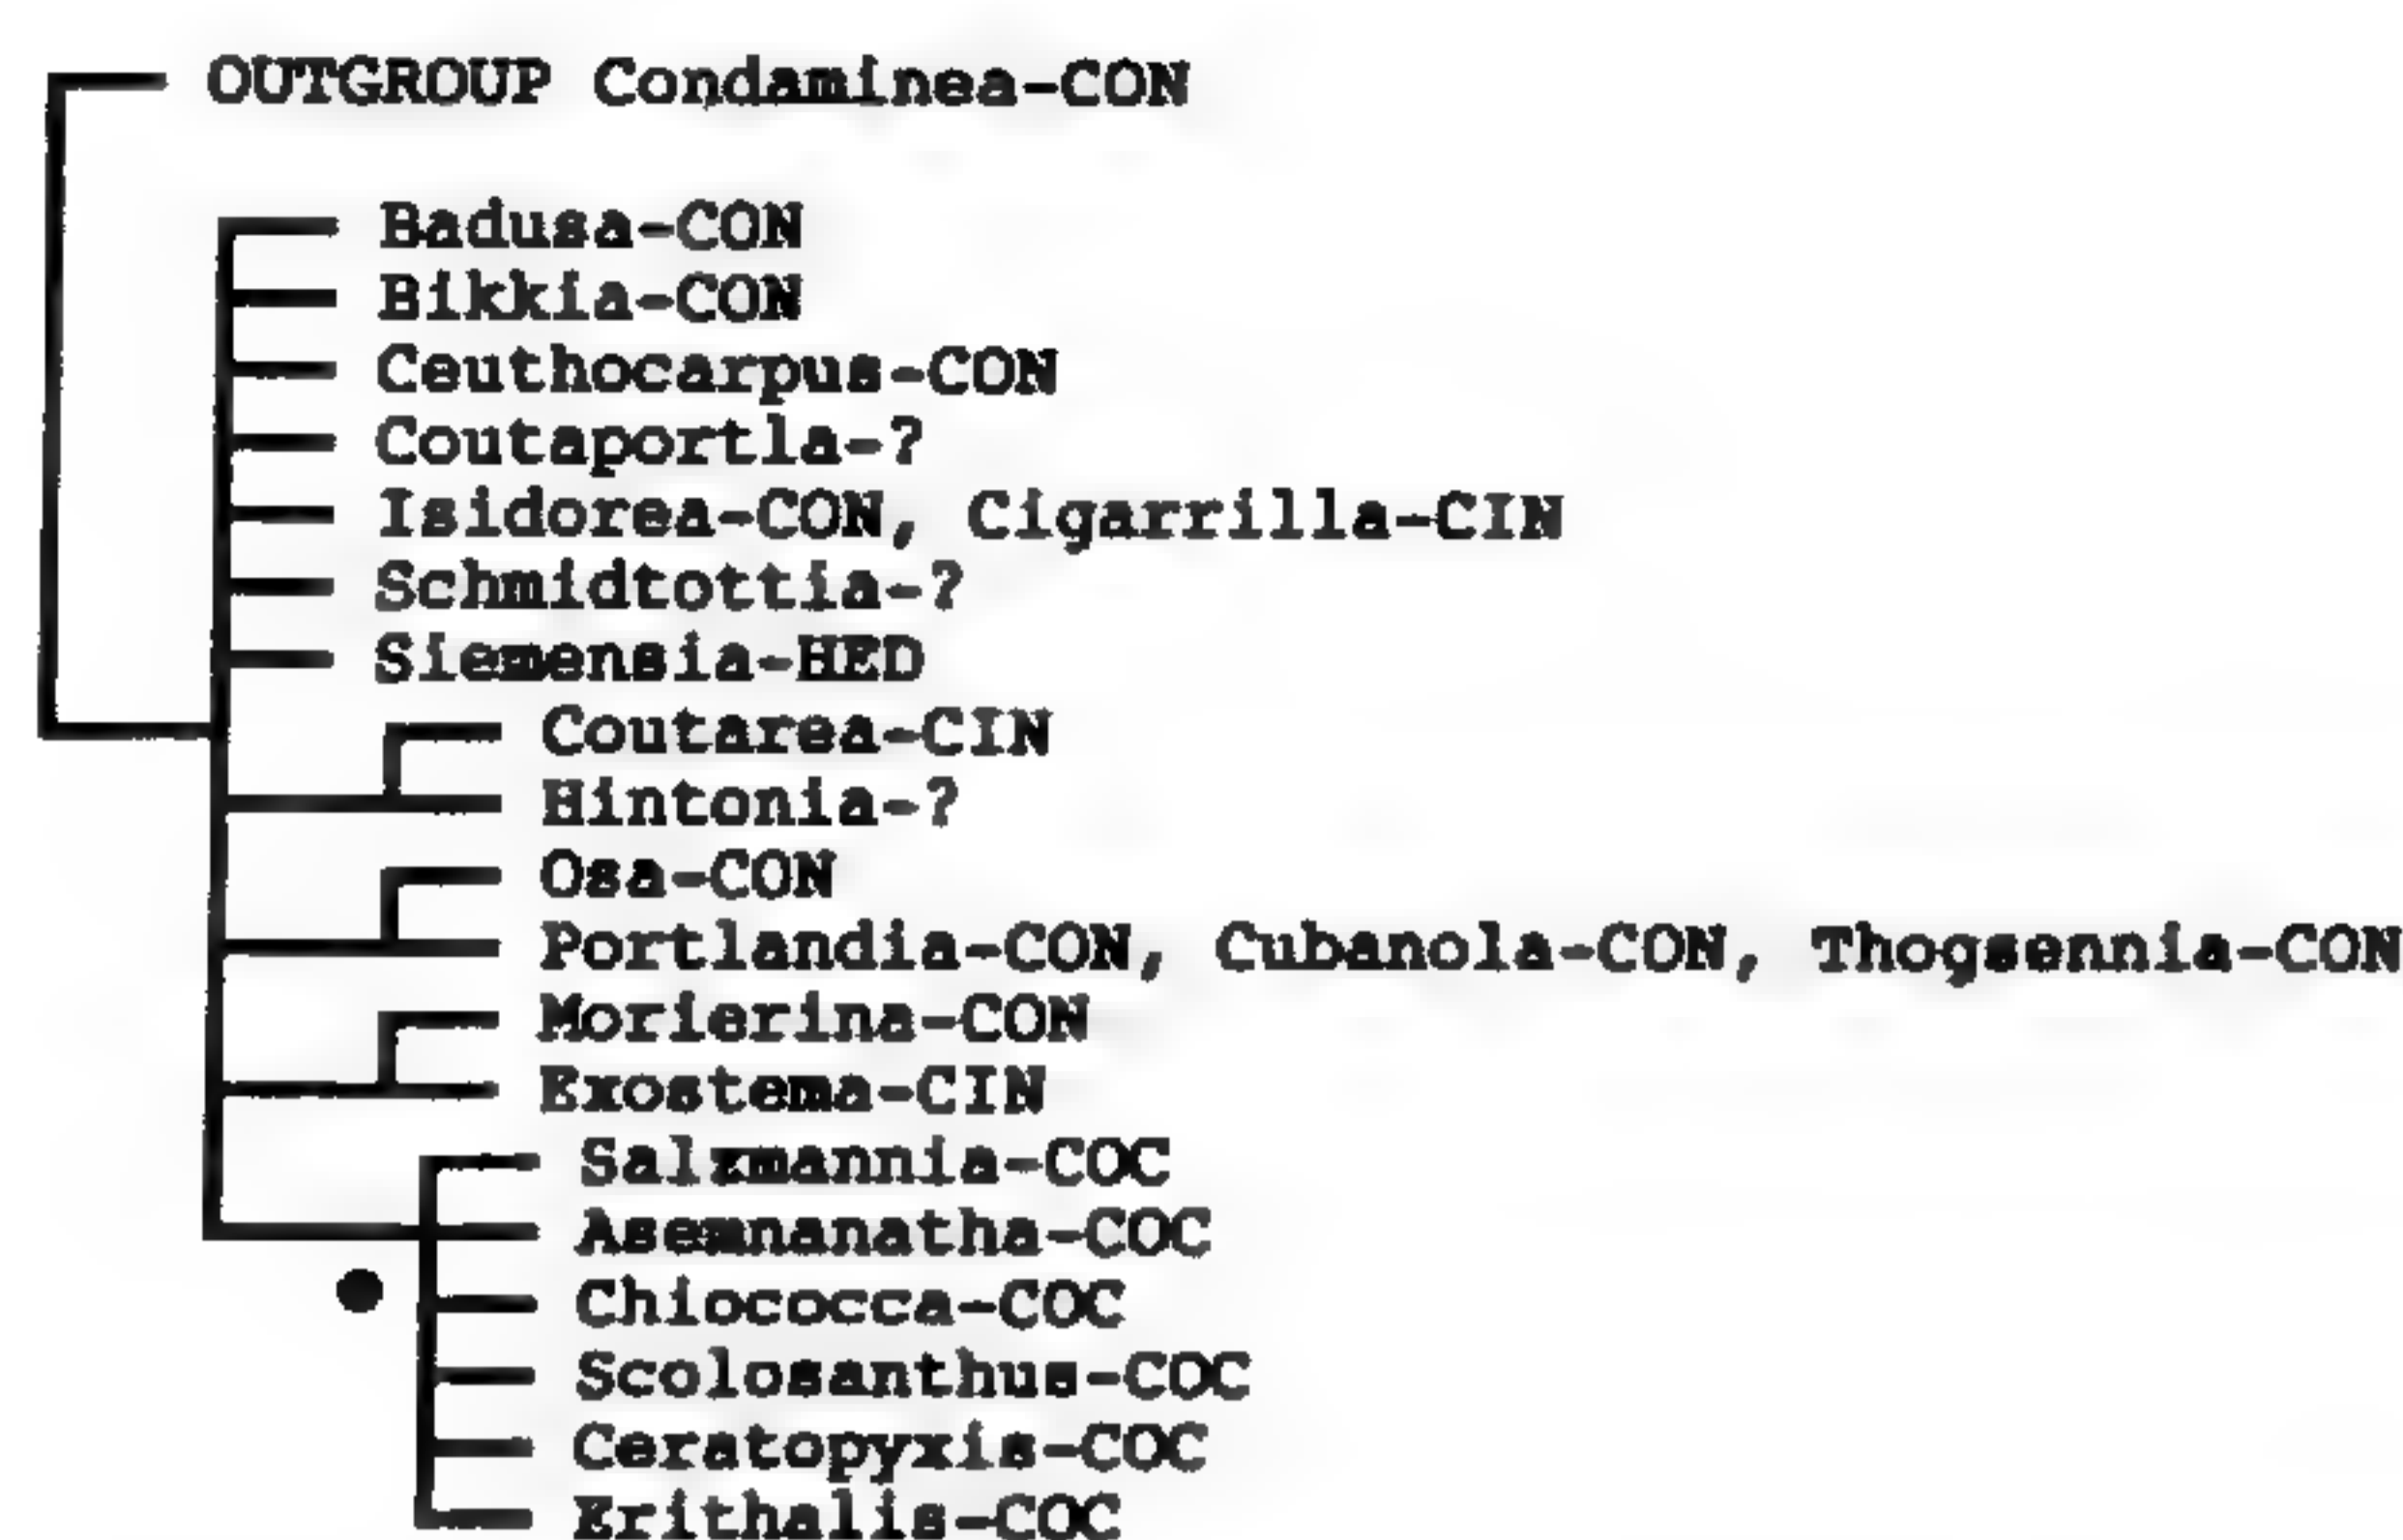 OUTGROUP Condaminea-CON
Badusa-CON
Bikkia-CON
Ceuthocarpus-CON
Coutaportla-?
Isidorea-CON, Cigarrilla-CIN
Schmidtottia-?
Siemensia-HED
Coutarea-CIN
Hintonia-?
Osa-CON
Portlandia-CON, Cubanola-CON, Thogsennia-CON
Morierina-CON
Exostema-CIN
Salzmannia-COC
Asemnanatha-COC
Chiococca-COC
Scolosanthus-COC
Ceratopyxis-COC
Erithalis-COC